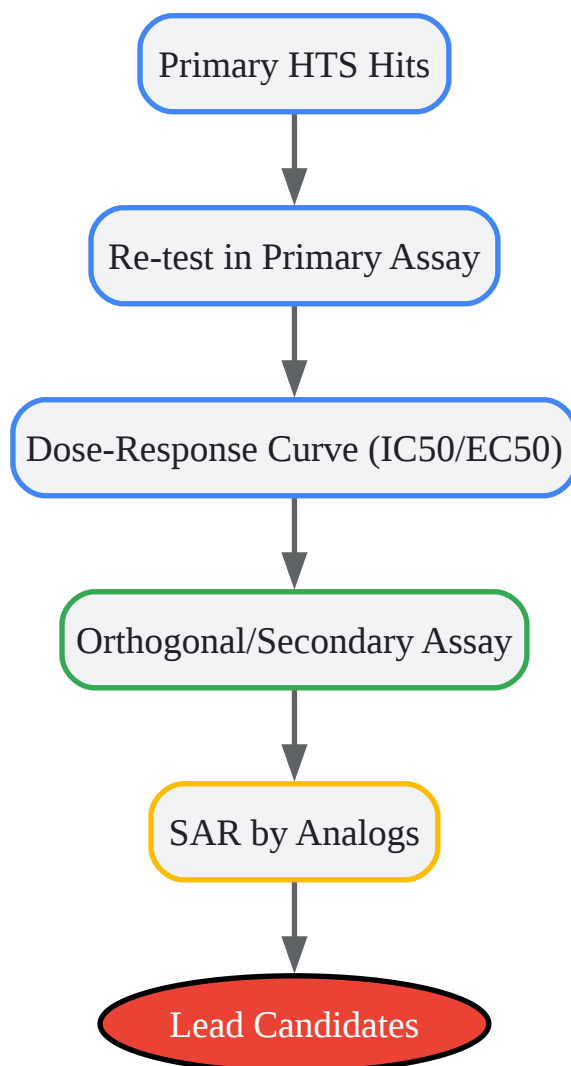 Primary HTS Hits
Re-test in Primary Assay
Dose-Response Curve (IC50/EC50)
Orthogonal/Secondary Assay
SAR by Analogs
Lead Candidates